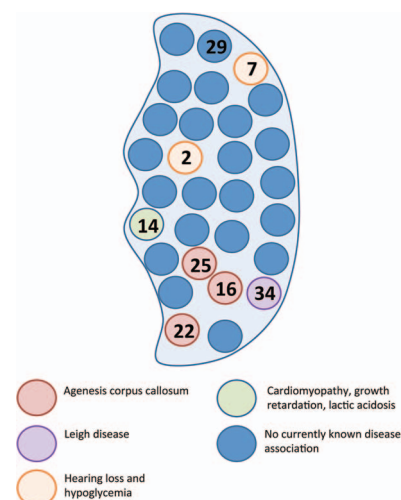 29
7
2
14
25
16
34
22
Agenesis corpus callosum
Leigh disease
Hearing loss and
hypoglycemia
Cardiomyopathy, growth
retardation, lactic acidosis
No currently known disease
association